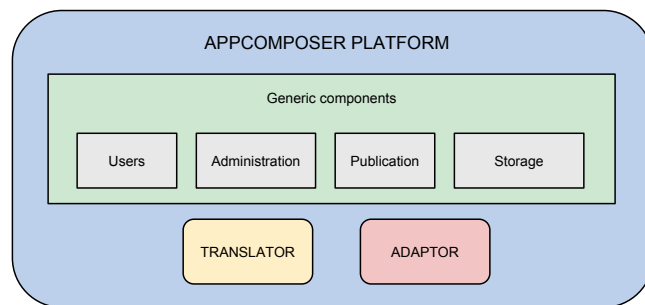 APPCOMPOSER PLATFORM
Generic components
Users
Administration
Publication
Storage
TRANSLATOR
ADAPTOR